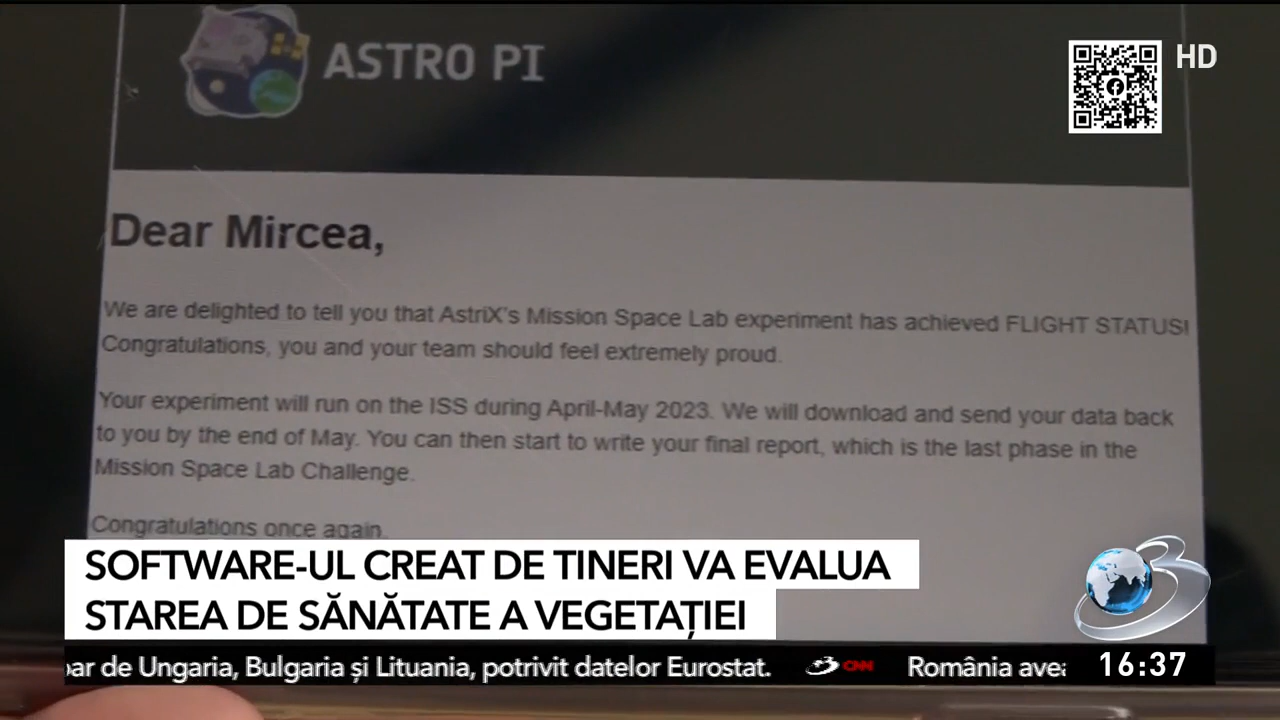 ASTRO PI
HD
Dear Mircea,
We are delighted to tell you that AstriX's Mission Space Lab experiment has achieved FLIGHT STATUS!
Congratulations, you and your team should feel extremely proud.
Your experiment will run on the ISS during April-May 2023. We will download and send your data back
to you by the end of May. You can then start to write your final report, which is the last phase in the
Mission Space Lab Challenge.
Congratulations once again.
SOFTWARE-UL CREAT DE TINERI VA EVALUA
STAREA DE SĂNĂTATE A VEGETAȚIEI
3
de Ungaria, Bulgaria și Lituania, potrivit datelor Eurostat. 3 CNN România avea 16:37